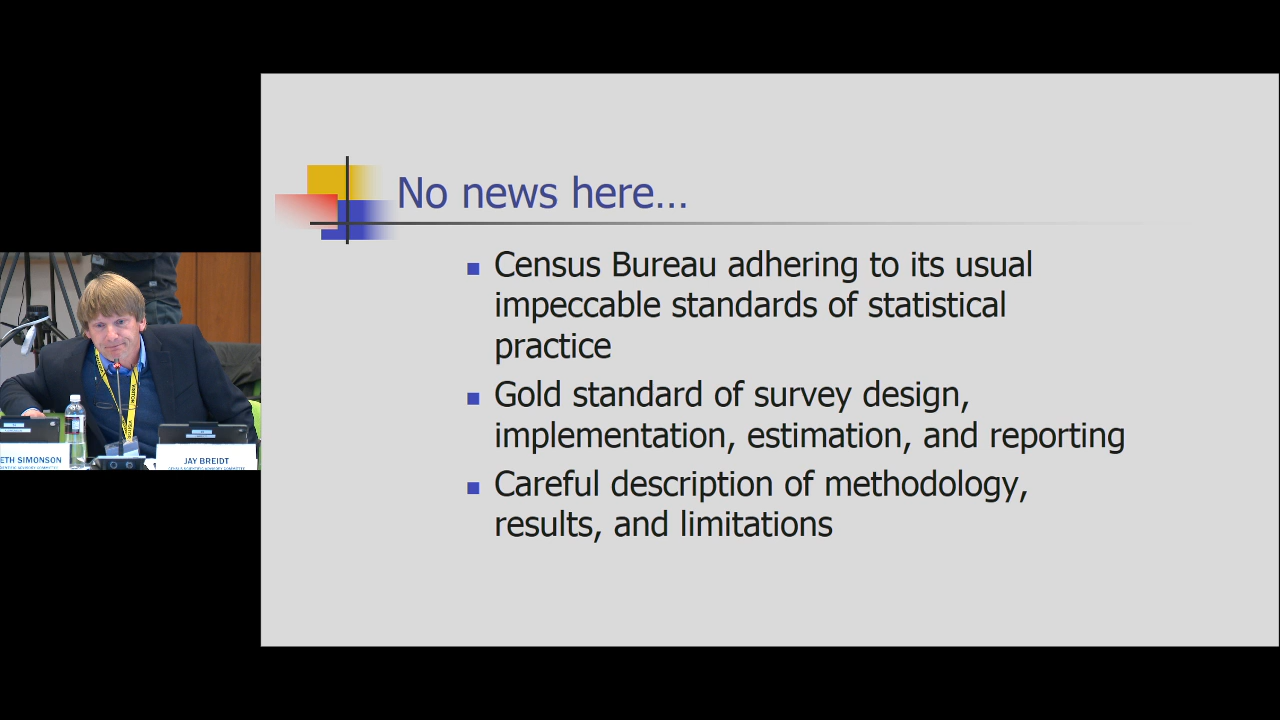 No news here...
Census Bureau adhering to its usual
impeccable standards of statistical
practice
Gold standard of survey design,
implementation, estimation, and reporting
Careful description of methodology,
results, and limitations
ETH SIMONSON
JAY BREIDT